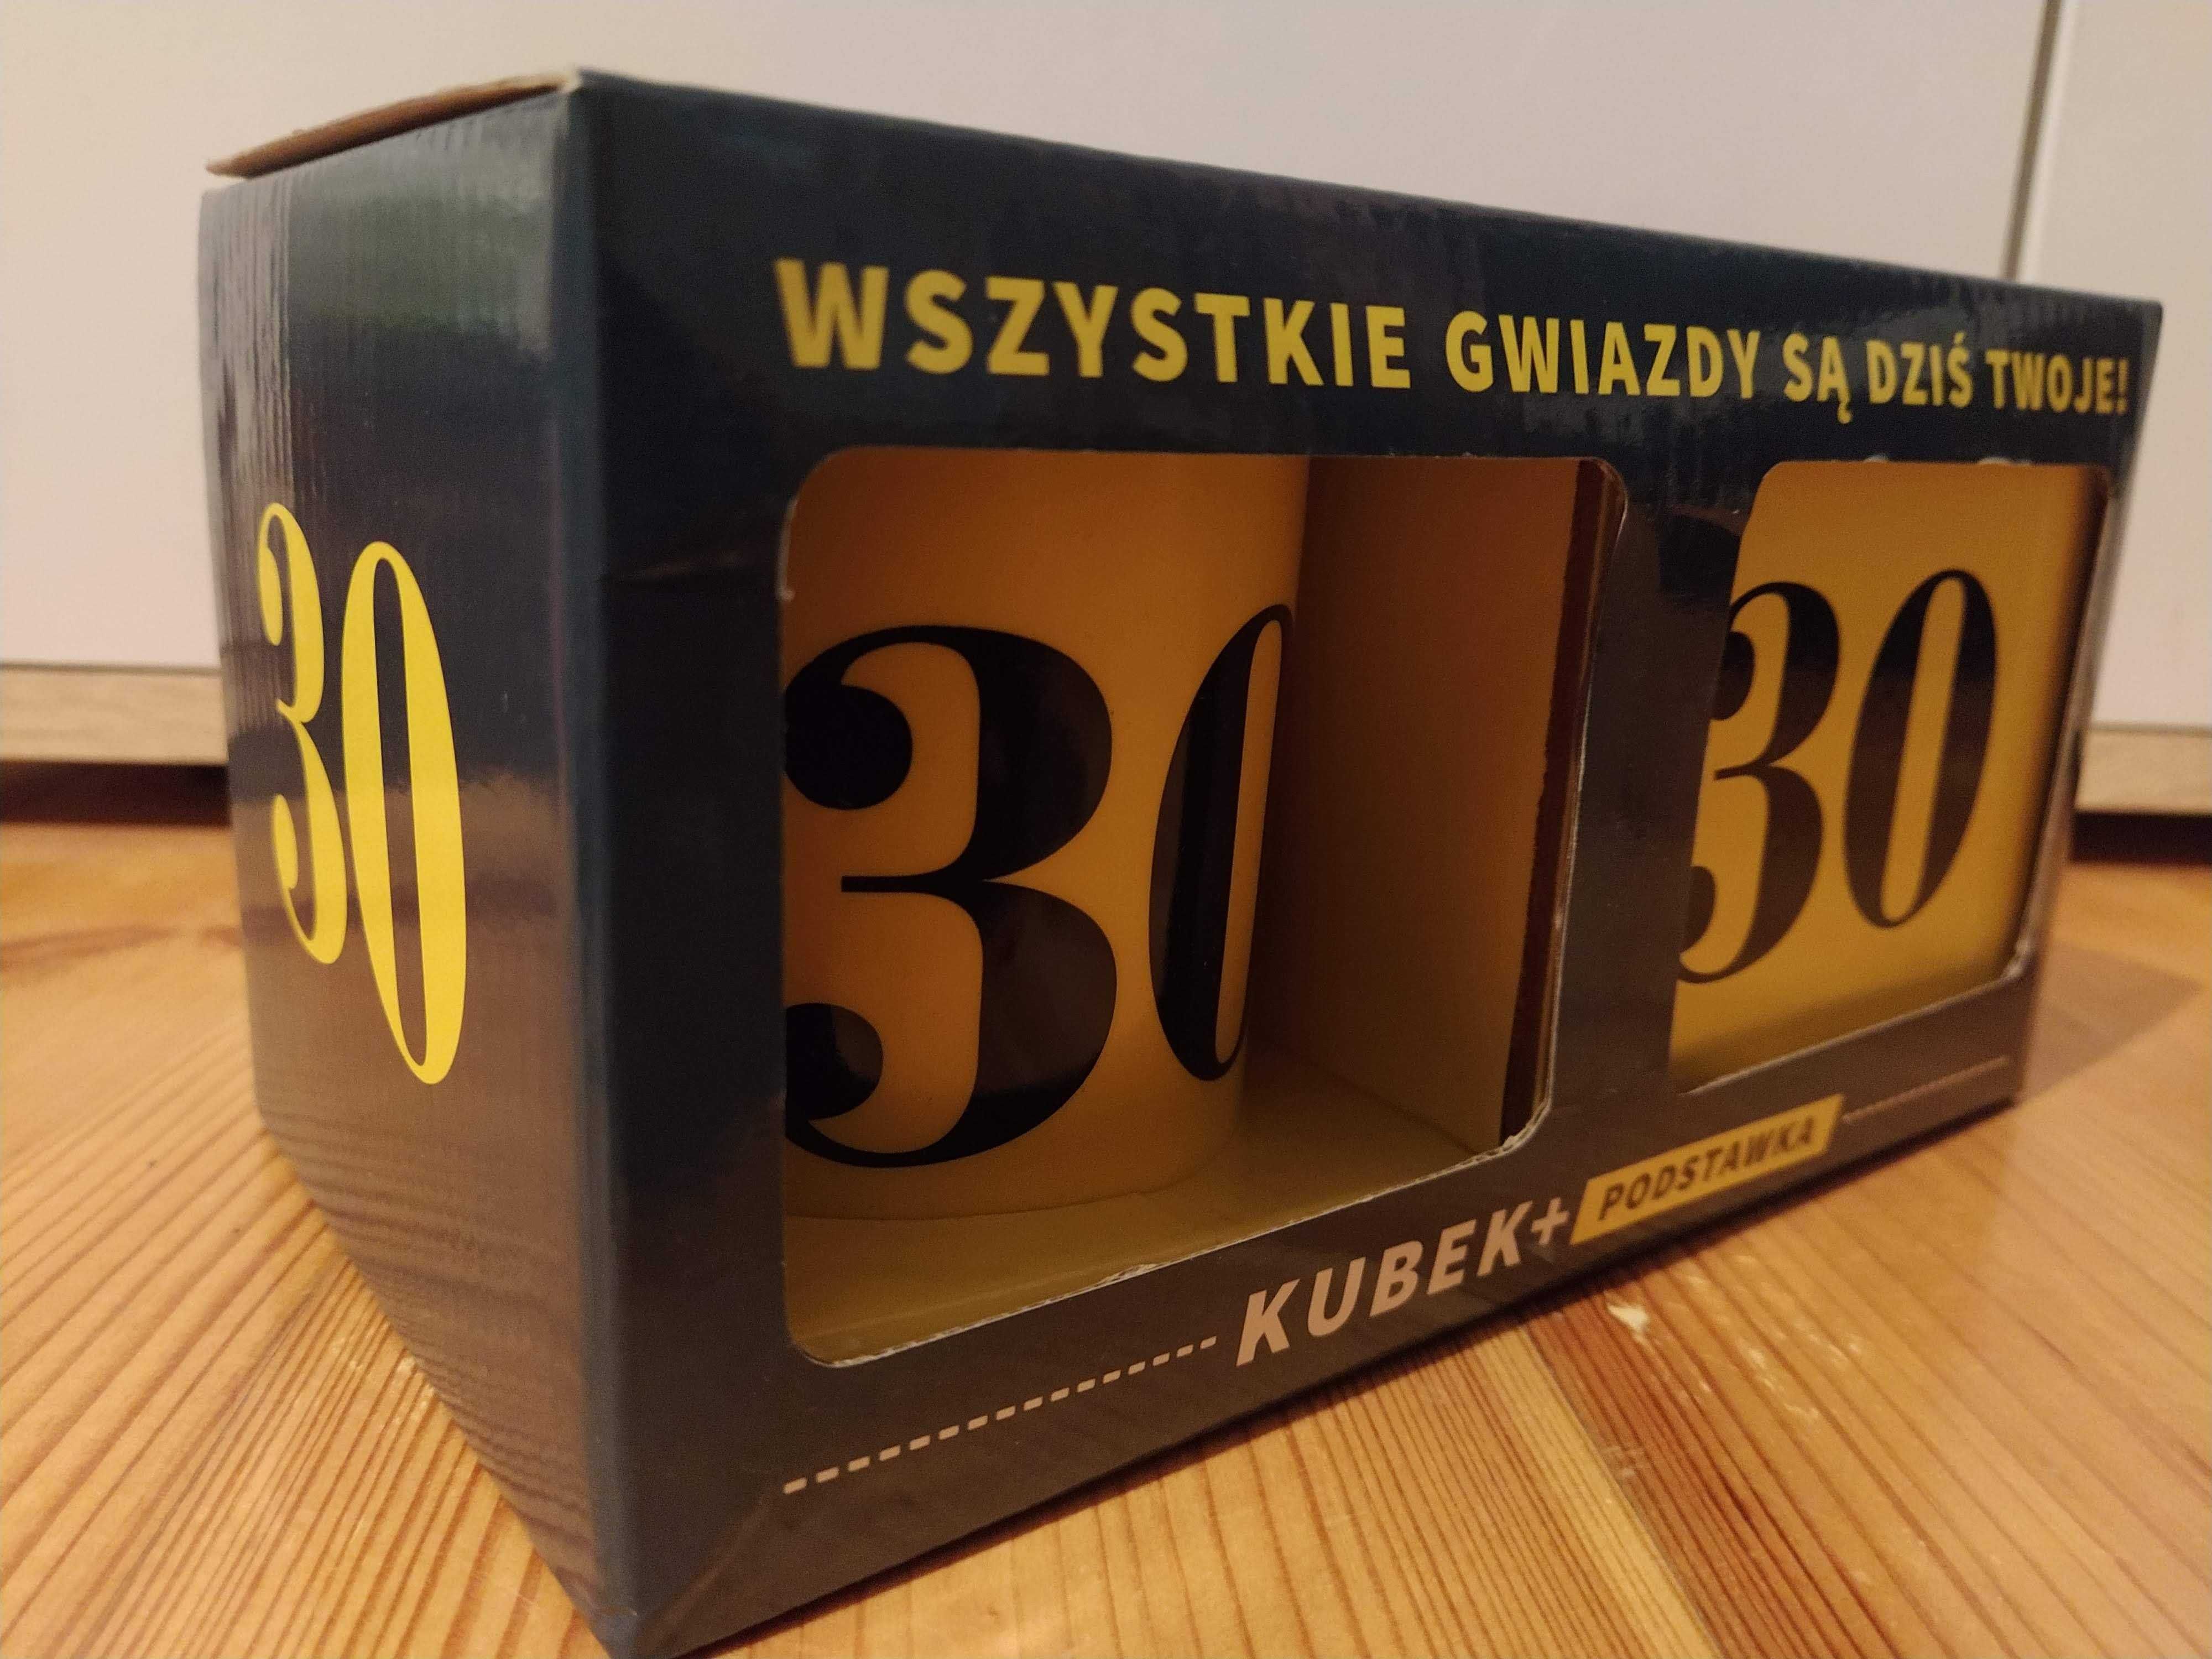 WSZYSTKIE GWIAZDY SĄ DZIŚ TWOJE!
30
30
30
KUBEK+ PODSTAWKA